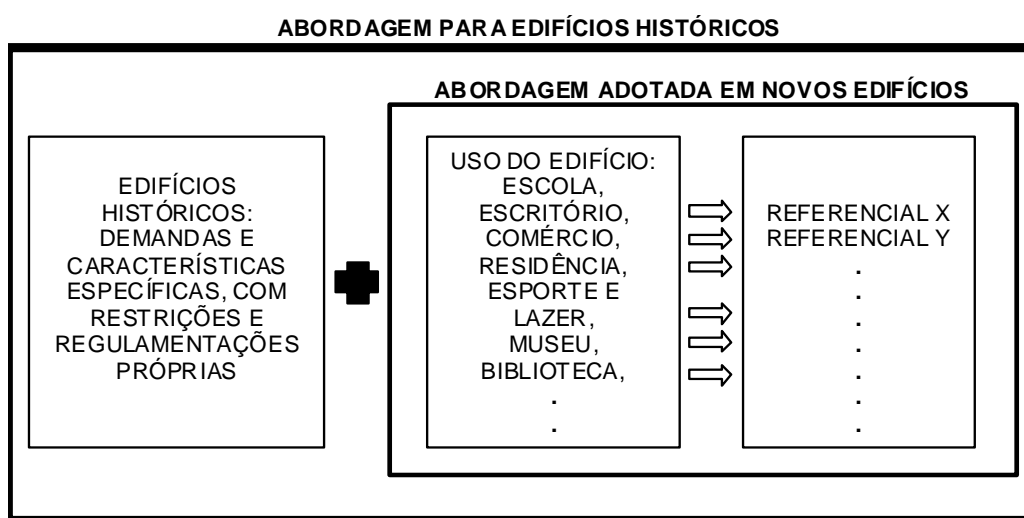 ABORDAGEM PARA EDIFÍCIOS HISTÓRICOS
ABORDAGEM ADOTADA EM NOVOS EDIFÍCIOS
EDIFÍCIOS
HISTÓRICOS:
DEMANDAS E
CARACTERÍSTICAS
ESPECÍFICAS, COM
RESTRIÇÕES E
REGULAMENTAÇÕES
PRÓPRIAS
USO DO EDIFÍCIO:
ESCOLA,
ESCRITÓRIO,
COMÉRCIO,
RESIDÊNCIA,
ESPORTE E
LAZER,
MUSEU,
BIBLIOTECA,
.
.
REFERENCIAL X
REFERENCIAL Y
.
.
.
.
.
.
.